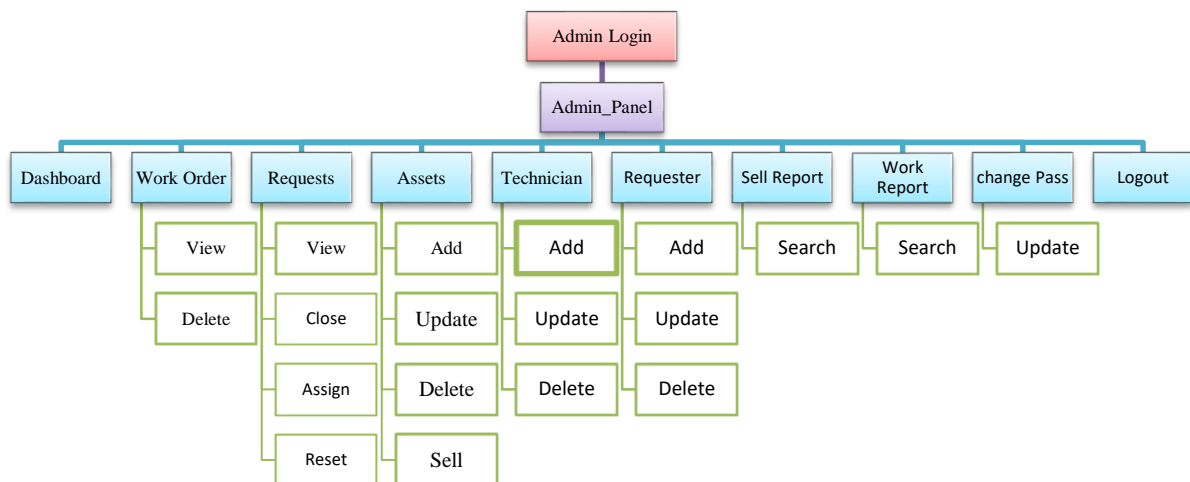 Admin Login
Admin_Panel
Dashboard
Work Order
Requests
Assets
Technician
Requester
Sell Report
Work
Report
change Pass
Logout
View
View
Add
Add
Add
Search
Search
Update
Delete
Close
Update
Update
Update
Assign
Delete
Delete
Delete
Reset
Sell